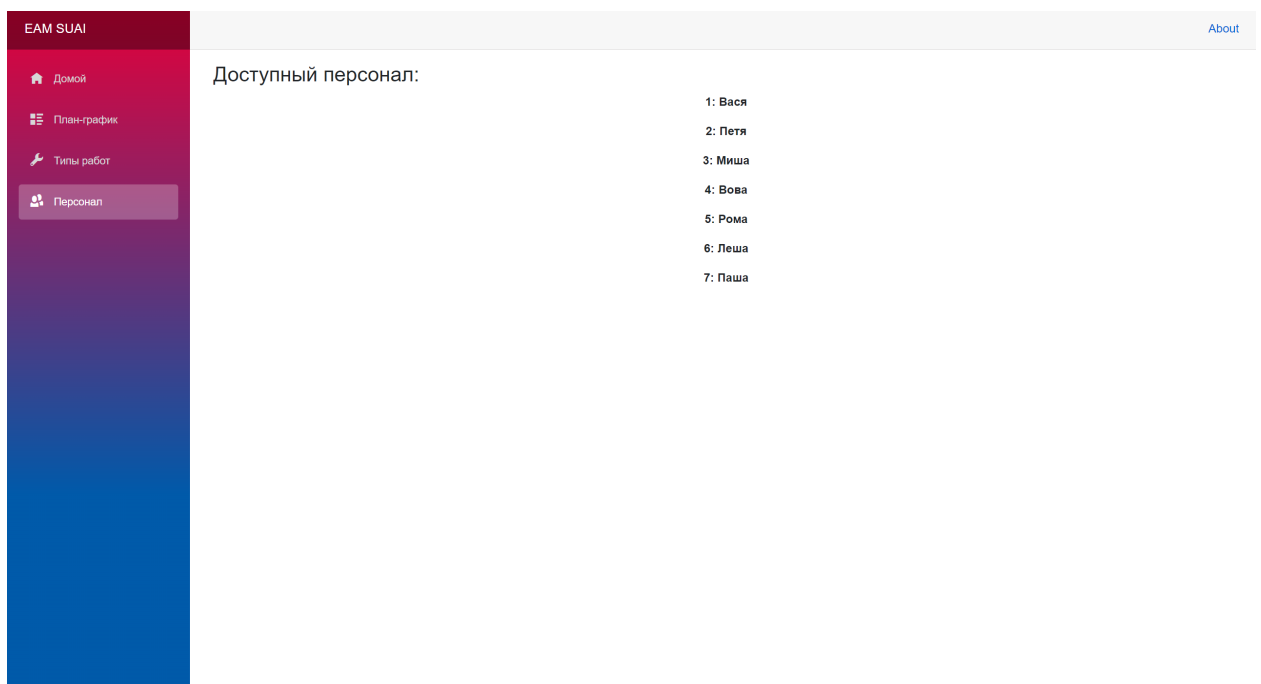 EAM SUAI
About
Домой
План-график
Типы работ
Персонал
Доступный персонал:
1: Вася
2: Петя
3: Миша
4: Вова
5: Рома
6: Леша
7: Паша